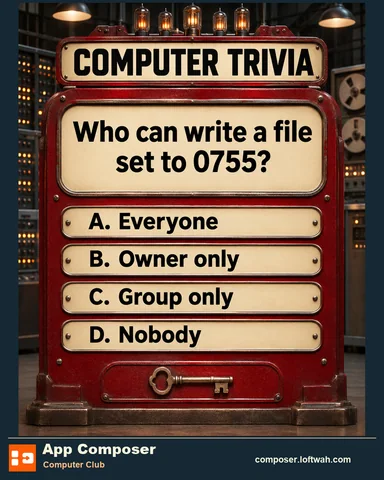 COMPUTER TRIVIA
Who can write a file
set to 0755?
A. Everyone
B. Owner only
C. Group only
D. Nobody
App Composer
Computer Club
composer.loftwah.com